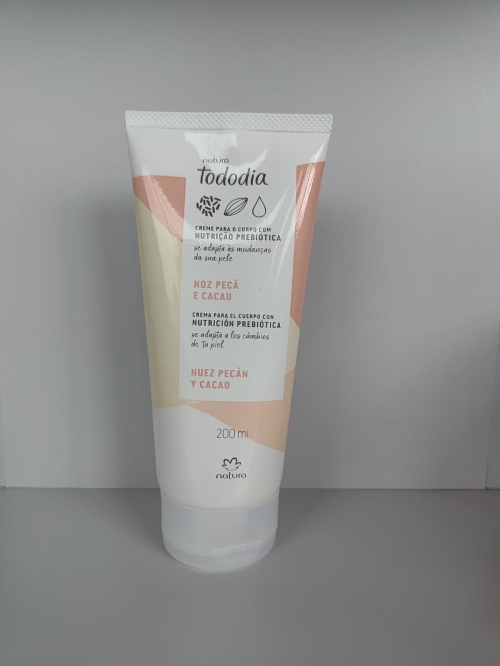 natura
tododia
CREME PARA O CORPO COM
NUTRIÇÃO PREBIÓTICA
se adapta às mudanças
da sua pele
NOZ PECÃ
E CACAU
CREMA PARA EL CUERPO CON
NUTRICIÓN PREBIÓTICA
se adapta a los cámbios
de tu piel
NUEZ PECÁN
Y CACAO
200 ml
natura